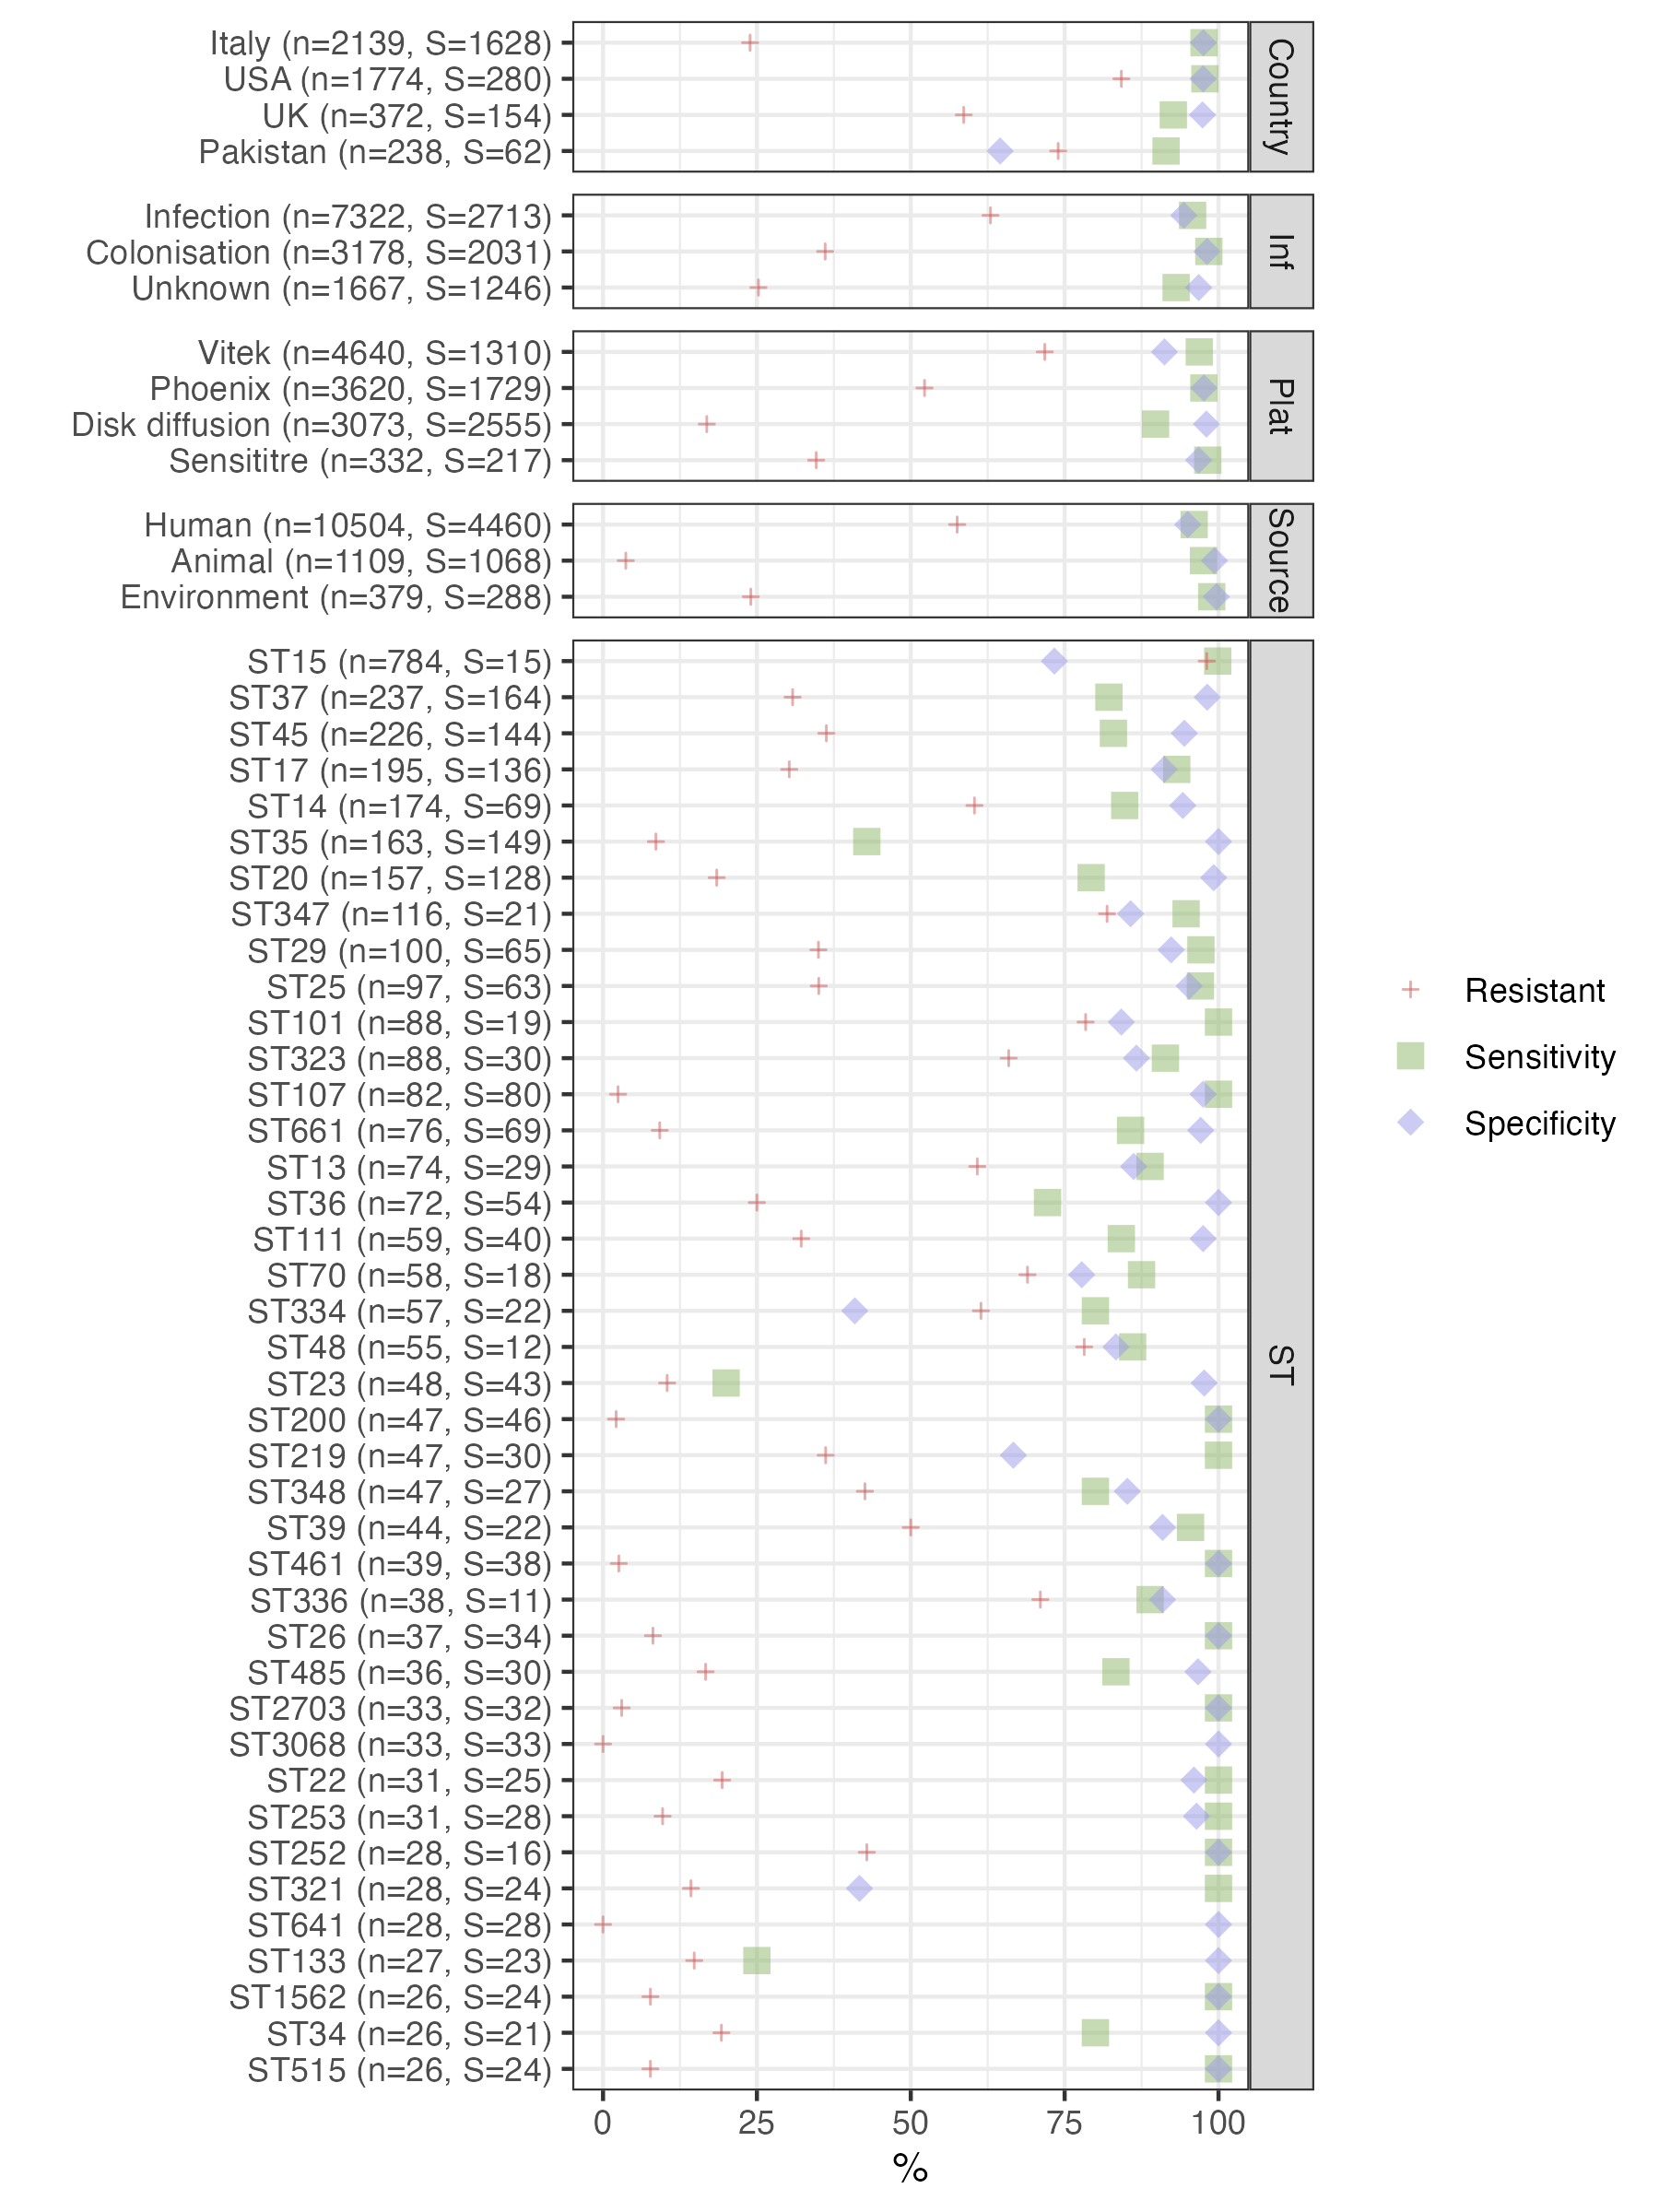 Italy (n=2139, S=1628)
USA (n=1774, S=280)
UK (n=372, S=154)
Pakistan (n=238, S=62)
Country
Infection (n=7322, S=2713)
Colonisation (n=3178, S=2031)
Unknown (n=1667, S=1246)
Inf
Vitek (n=4640, S=1310)
Phoenix (n=3620, S=1729)
Disk diffusion (n=3073, S=2555)
Sensititre (n=332, S=217)
Plat
Human (n=10504, S=4460)
Animal (n=1109, S=1068)
Environment (n=379, S=288)
Source
ST15 (n=784, S=15)
ST37 (n=237, S=164)
ST45 (n=226, S=144)
ST17 (n=195, S=136)
ST14 (n=174, S=69)
ST35 (n=163, S=149)
ST20 (n=157, S=128)
ST347 (n=116, S=21)
ST29 (n=100, S=65)
ST25 (n=97, S=63)
ST101 (n=88, S=19)
ST323 (n=88, S=30)
ST107 (n=82, S=80)
ST661 (n=76, S=69)
ST13 (n=74, S=29)
ST36 (n=72, S=54)
ST111 (n=59, S=40)
ST70 (n=58, S=18)
ST334 (n=57, S=22)
ST48 (n=55, S=12)
ST23 (n=48, S=43)
ST200 (n=47, S=46)
ST219 (n=47, S=30)
ST348 (n=47, S=27)
ST39 (n=44, S=22)
ST461 (n=39, S=38)
ST336 (n=38, S=11)
ST26 (n=37, S=34)
ST485 (n=36, S=30)
ST2703 (n=33, S=32)
ST3068 (n=33, S=33)
ST22 (n=31, S=25)
ST253 (n=31, S=28)
ST252 (n=28, S=16)
ST321 (n=28, S=24)
ST641 (n=28, S=28)
ST133 (n=27, S=23)
ST1562 (n=26, S=24)
ST34 (n=26, S=21)
ST515 (n=26, S=24)
ST
0 25 50 75 100
%
Resistant
Sensitivity
Specificity